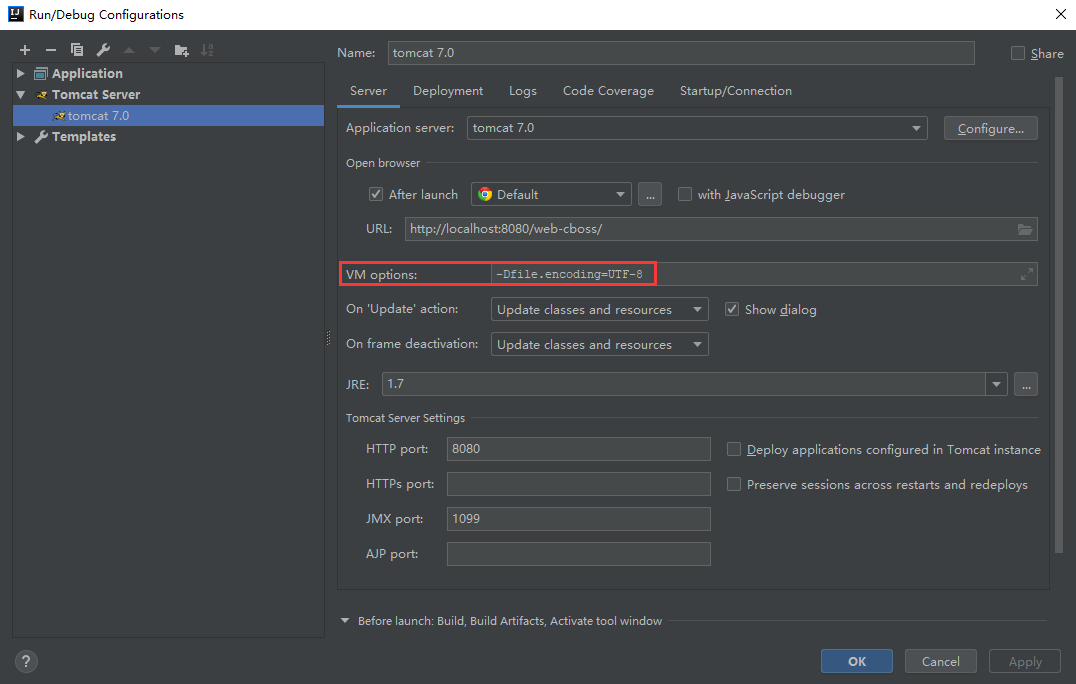 Run/Debug Configurations
Name: tomcat 7.0 Share
Application
Tomcat Server
tomcat 7.0
Templates
Server Deployment Logs Code Coverage Startup/Connection
Application server: tomcat 7.0 Configure...
Open browser
After launch Default ... with JavaScript debugger
URL: http://localhost:8080/web-cboss/
VM options: -Dfile.encoding=UTF-8
On 'Update' action: Update classes and resources Show dialog
On frame deactivation: Update classes and resources
JRE: 1.7 ...
Tomcat Server Settings
HTTP port: 8080 Deploy applications configured in Tomcat instance
HTTPs port: Preserve sessions across restarts and redeploys
JMX port: 1099
AJP port:
Before launch: Build, Build Artifacts, Activate tool window
? OK Cancel Apply